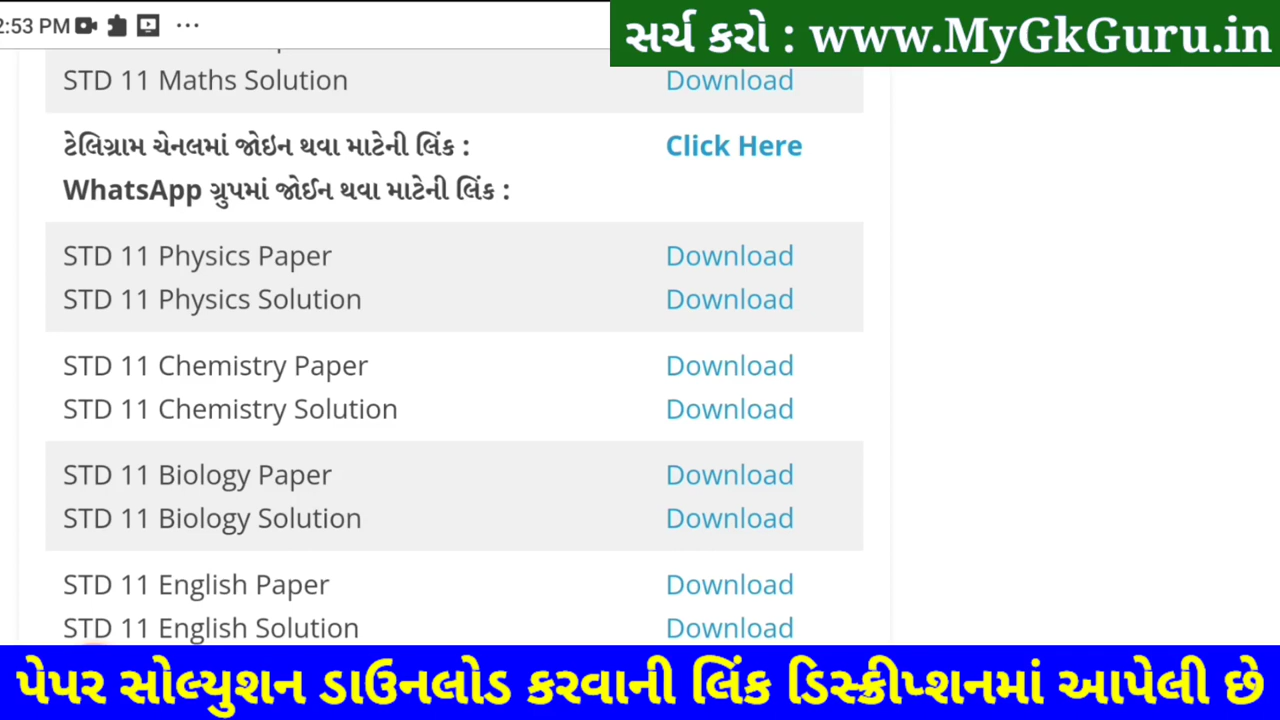 2:53 PM
સર્ચ કરો : www.MyGkGuru.in
STD 11 Maths Solution Download
ટેલિગ્રામ ચેનલમાં જોઇન થવા માટેની લિંક : Click Here
WhatsApp ગ્રુપમાં જોઈન થવા માટેની લિંક :
STD 11 Physics Paper Download
STD 11 Physics Solution Download
STD 11 Chemistry Paper Download
STD 11 Chemistry Solution Download
STD 11 Biology Paper Download
STD 11 Biology Solution Download
STD 11 English Paper Download
STD 11 English Solution Download
પેપર સોલ્યુશન ડાઉનલોડ કરવાની લિંક ડિસ્ક્રીપ્શનમાં આપેલી છે